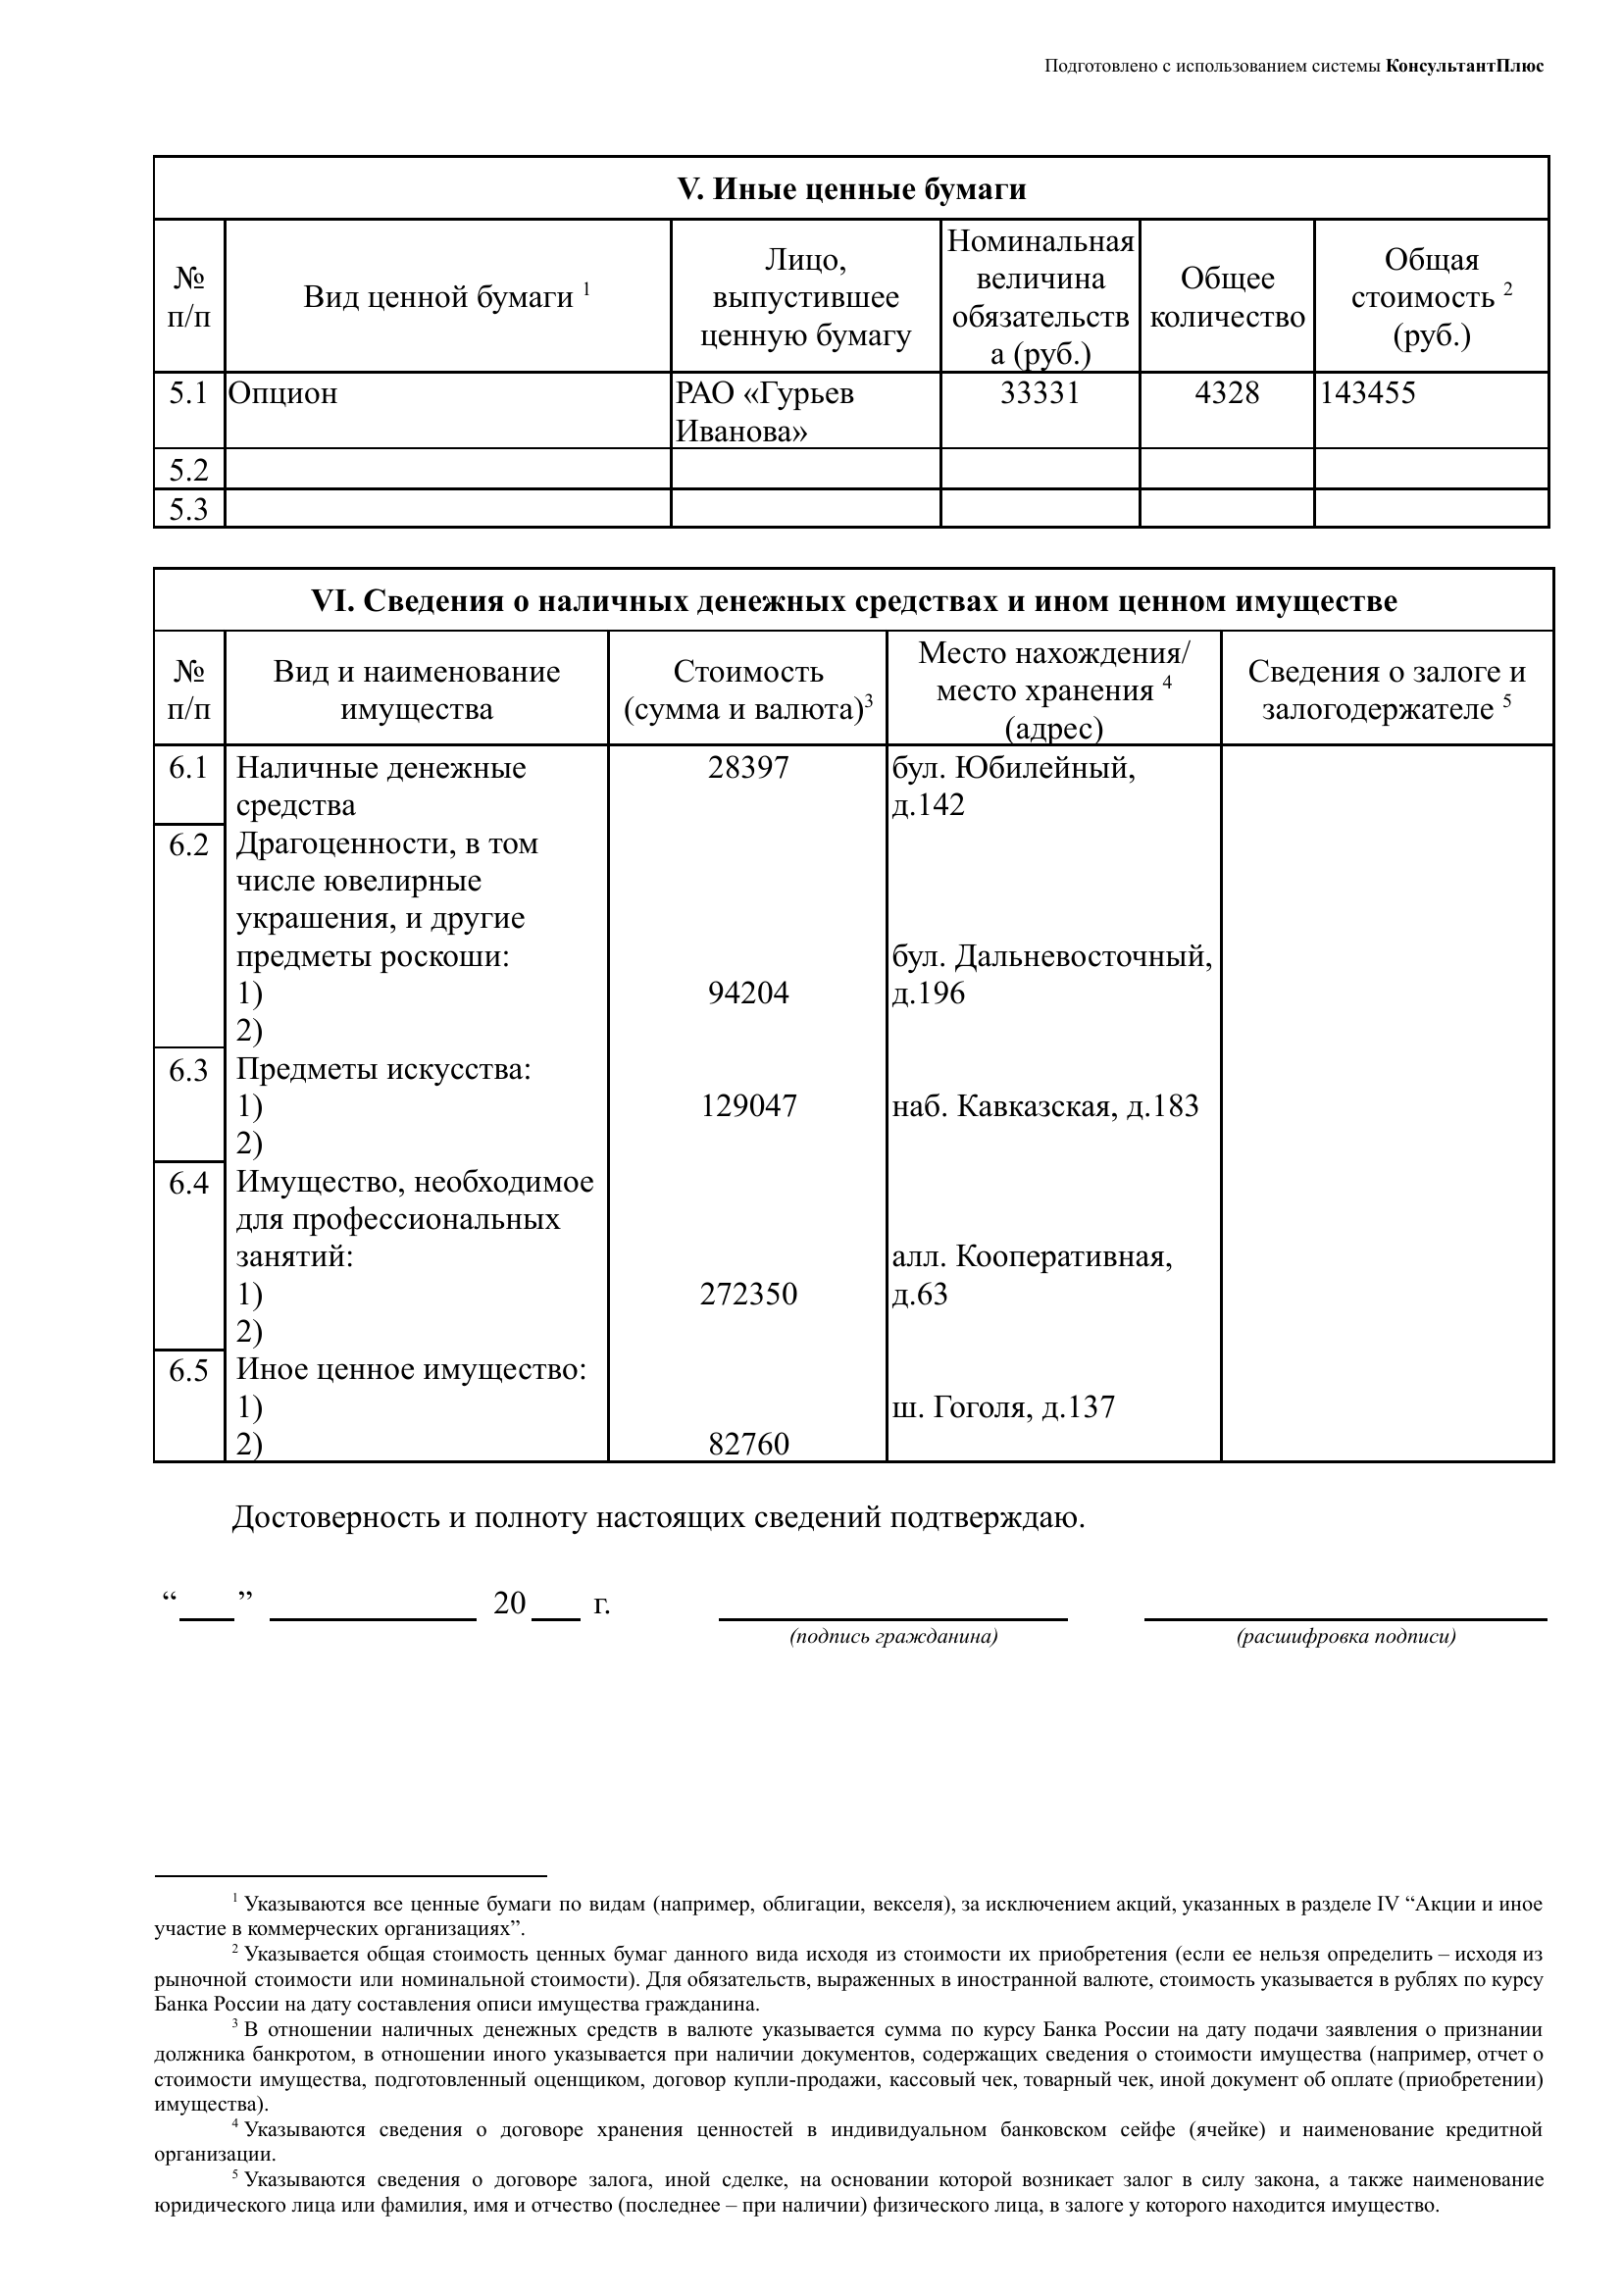 Подготовлено с использованием системы КонсультантПлюс
V. Иные ценные бумаги
№ п/п
Вид ценной бумаги 1
Лицо, выпустившее ценную бумагу
Номинальная величина обязательств а (руб.)
Общее количество
Общая стоимость 2 (руб.)
5.1 Опцион РАО «Гурьев 33331 4328 143455
Иванова»
5.2
5.3
VI. Сведения о наличных денежных средствах и ином ценном имуществе
№ п/п
Вид и наименование имущества
Стоимость (сумма и валюта)3
Место нахождения/ место хранения 4 (адрес)
Сведения о залоге и залогодержателе 5
6.1 Наличные денежные 28397 бул. Юбилейный,
средства д.142
6.2 Драгоценности, в том
числе ювелирные
украшения, и другие
предметы роскоши: бул. Дальневосточный,
1) 94204 д.196
2)
6.3 Предметы искусства:
1) 129047 наб. Кавказская, д.183
2)
6.4 Имущество, необходимое
для профессиональных
занятий: алл. Кооперативная,
1) 272350 д.63
2)
6.5 Иное ценное имущество:
1) ш. Гоголя, д.137
2) 82760
Достоверность и полноту настоящих сведений подтверждаю.
“___” ____________ 20 ___ г.
(подпись гражданина) (расшифровка подписи)
1 Указываются все ценные бумаги по видам (например, облигации, векселя), за исключением акций, указанных в разделе IV “Акции и иное
участие в коммерческих организациях”.
2 Указывается общая стоимость ценных бумаг данного вида исходя из стоимости их приобретения (если ее нельзя определить – исходя из
рыночной стоимости или номинальной стоимости). Для обязательств, выраженных в иностранной валюте, стоимость указывается в рублях по курсу
Банка России на дату составления описи имущества гражданина.
3 В отношении наличных денежных средств в валюте указывается сумма по курсу Банка России на дату подачи заявления о признании
должника банкротом, в отношении иного указывается при наличии документов, содержащих сведения о стоимости имущества (например, отчет о
стоимости имущества, подготовленный оценщиком, договор купли-продажи, кассовый чек, товарный чек, иной документ об оплате (приобретении)
имущества).
4 Указываются сведения о договоре хранения ценностей в индивидуальном банковском сейфе (ячейке) и наименование кредитной
организации.
5 Указываются сведения о договоре залога, иной сделке, на основании которой возникает залог в силу закона, а также наименование
юридического лица или фамилия, имя и отчество (последнее – при наличии) физического лица, в залоге у которого находится имущество.